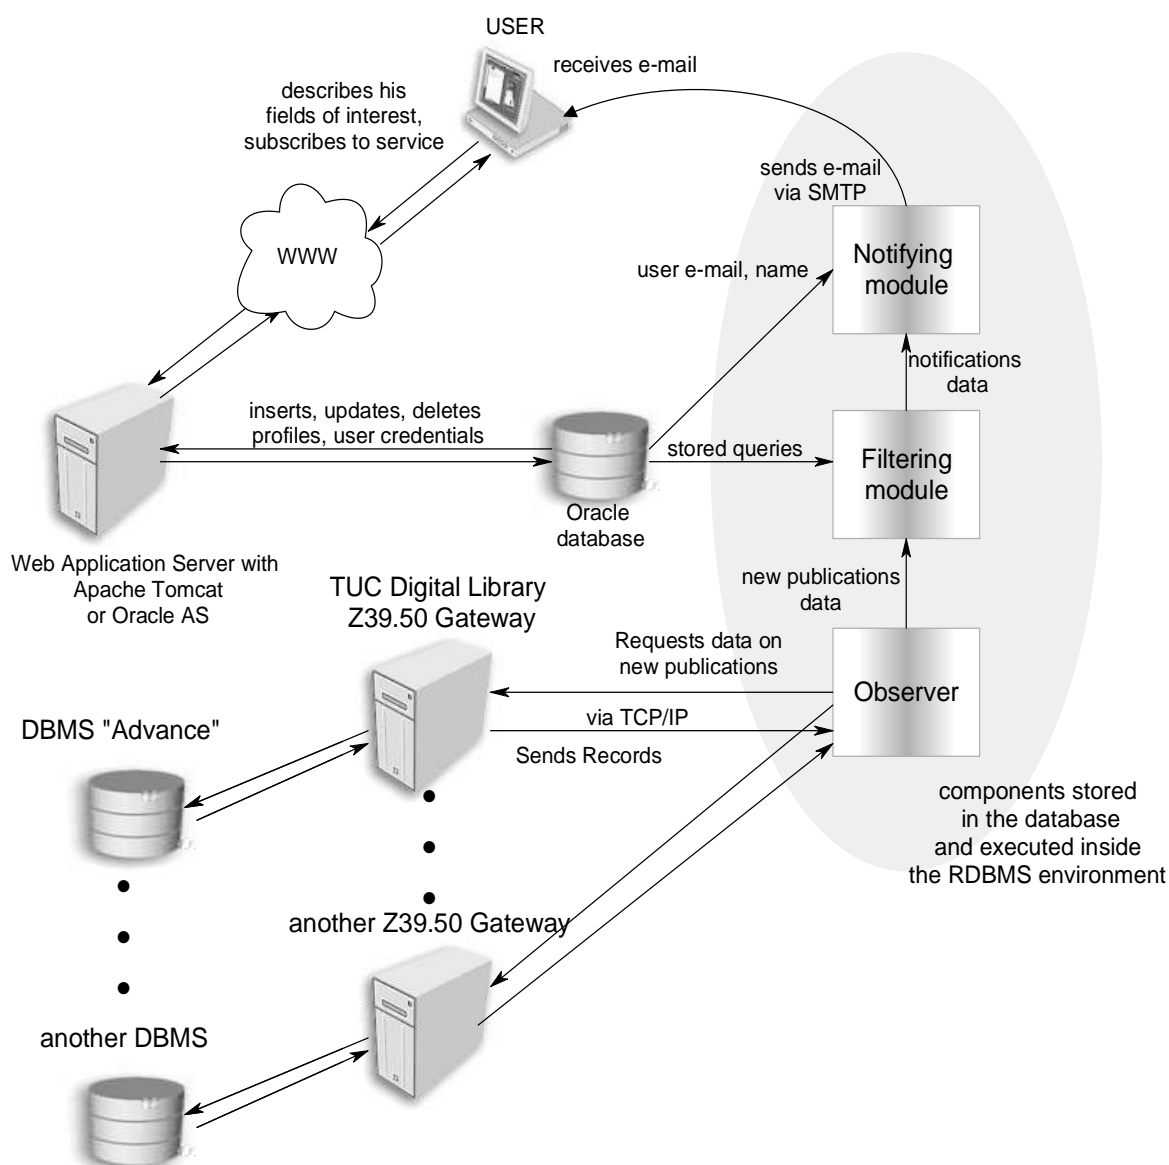 USER
receives e-mail
describes his
fields of interest,
subscribes to service
sends e-mail
via SMTP
WWW
user e-mail, name
Notifying
module
notifications
data
inserts, updates, deletes
profiles, user credentials
stored queries
Filtering
module
Oracle
database
Web Application Server with
Apache Tomcat
or Oracle AS
TUC Digital Library
Z39.50 Gateway
new publications
data
Requests data on
new publications
Observer
via TCP/IP
Sends Records
DBMS "Advance"
components stored
in the database
and executed inside
the RDBMS environment
another Z39.50 Gateway
another DBMS